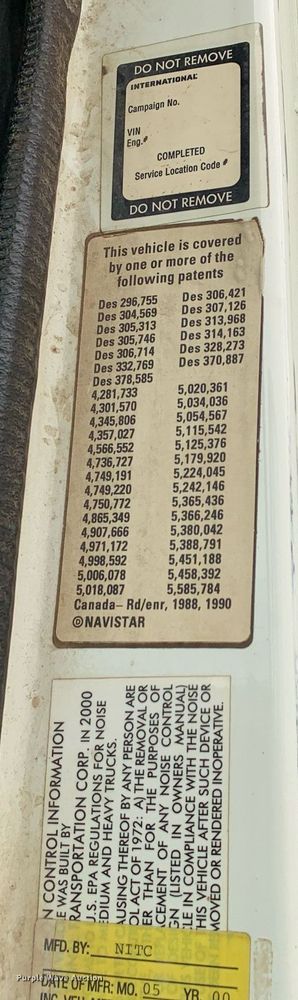 DO NOT REMOVE
INTERNATIONAL
Campaign No.
VIN
Eng.#
COMPLETED
Service Location Code #
DO NOT REMOVE
This vehicle is covered
by one or more of the
following patents
Des 296,755 Des 306,421
Des 304,569 Des 307,126
Des 305,313 Des 313,968
Des 305,746 Des 314,163
Des 306,714 Des 328,273
Des 332,769 Des 370,887
Des 378,585
4,281,733 5,020,361
4,301,570 5,034,036
4,345,806 5,054,567
4,357,027 5,115,542
4,566,552 5,125,376
4,736,727 5,179,920
4,749,191 5,224,045
4,749,220 5,242,146
4,750,772 5,365,436
4,865,349 5,366,246
4,907,666 5,380,042
4,971,172 5,388,791
4,998,592 5,451,188
5,006,078 5,458,392
5,018,087 5,585,784
Canada– Rd/enr, 1988, 1990
© NAVISTAR
N CONTROL INFORMATION
E WAS BUILT BY
RANSPORTATION CORP. IN 2000
U.S. EPA REGULATIONS FOR NOISE
EDIUM AND HEAVY TRUCKS.
AUSING THEREOF BY ANY PERSON ARE
OL ACT OF 1972: A) THE REMOVAL OR
ER THAN FOR THE PURPOSES OF
CEMENT OF ANY NOISE CONTROL
GN (LISTED IN OWNERS MANUAL)
LE IN COMPLIANCE WITH THE NOISE
HIS VEHICLE AFTER SUCH DEVICE OR
MOVED OR RENDERED INOPERATIVE.
MFD. BY: NITC
DATE OF MFR: MO. 05 YR 00
Purple Wave Auction